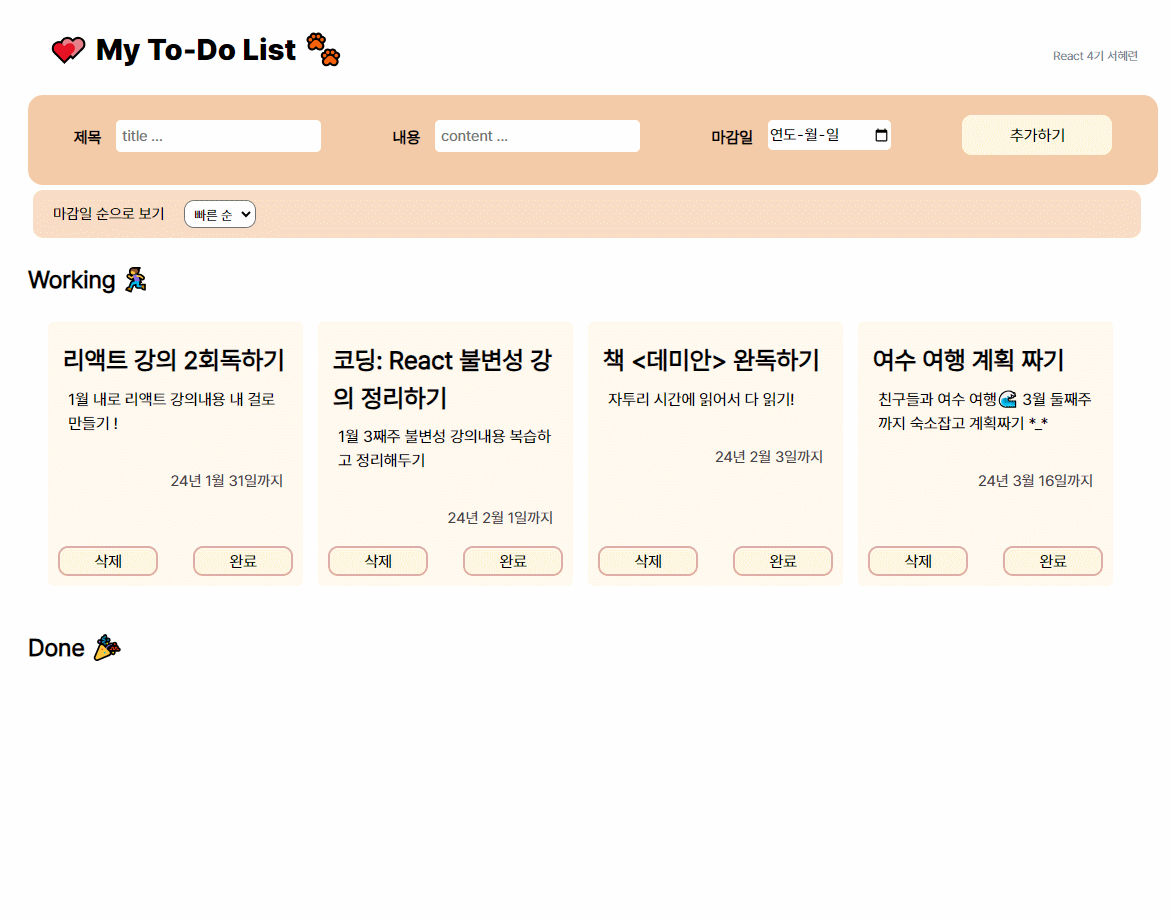 💕 My To-Do List 🐾
React 4기 서혜련
제목 title ... 내용 content ... 마감일 연도-월-일 추가하기
마감일 순으로 보기 빠른 순
Working 🏃‍♀️
리액트 강의 2회독하기
1월 내로 리액트 강의내용 내 걸로
만들기 !
24년 1월 31일까지
삭제 완료
코딩: React 불변성 강
의 정리하기
1월 3째주 불변성 강의내용 복습하
고 정리해두기
24년 2월 1일까지
삭제 완료
책 <데미안> 완독하기
자투리 시간에 읽어서 다 읽기!
24년 2월 3일까지
삭제 완료
여수 여행 계획 짜기
친구들과 여수 여행🌊 3월 둘째주
까지 숙소잡고 계획짜기 *_*
24년 3월 16일까지
삭제 완료
Done 🎉